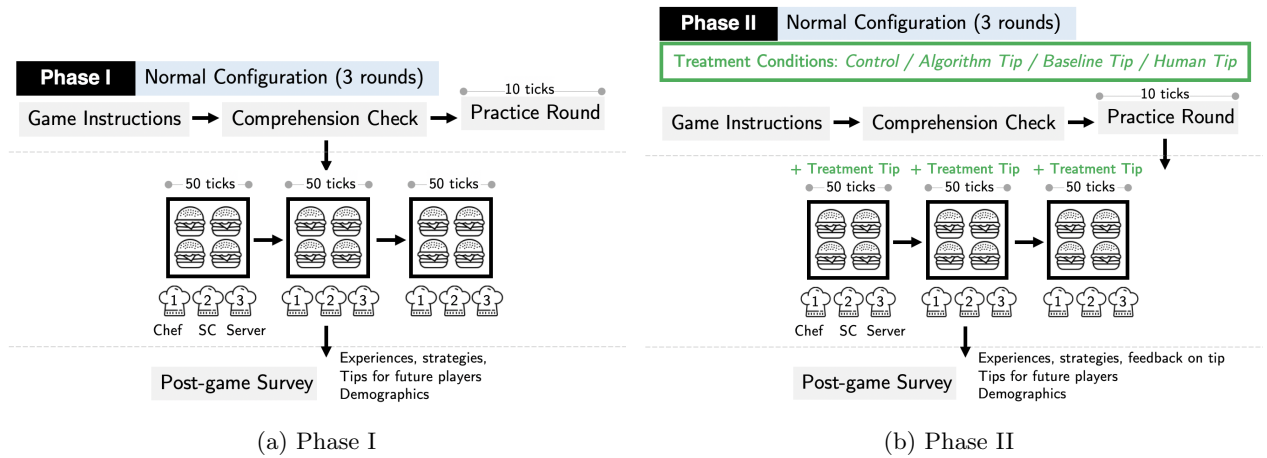 Phase I Normal Configuration (3 rounds)
10 ticks
Game Instructions Comprehension Check Practice Round
50 ticks 50 ticks 50 ticks
1 2 3 1 2 3 1 2 3
Chef SC Server
Post-game Survey
Experiences, strategies,
Tips for future players
Demographics
(a) Phase I
Phase II Normal Configuration (3 rounds)
Treatment Conditions: Control / Algorithm Tip / Baseline Tip / Human Tip
10 ticks
Game Instructions Comprehension Check Practice Round
+ Treatment Tip + Treatment Tip + Treatment Tip
50 ticks 50 ticks 50 ticks
1 2 3 1 2 3 1 2 3
Chef SC Server
Post-game Survey
Experiences, strategies, feedback on tip
Tips for future players
Demographics
(b) Phase II